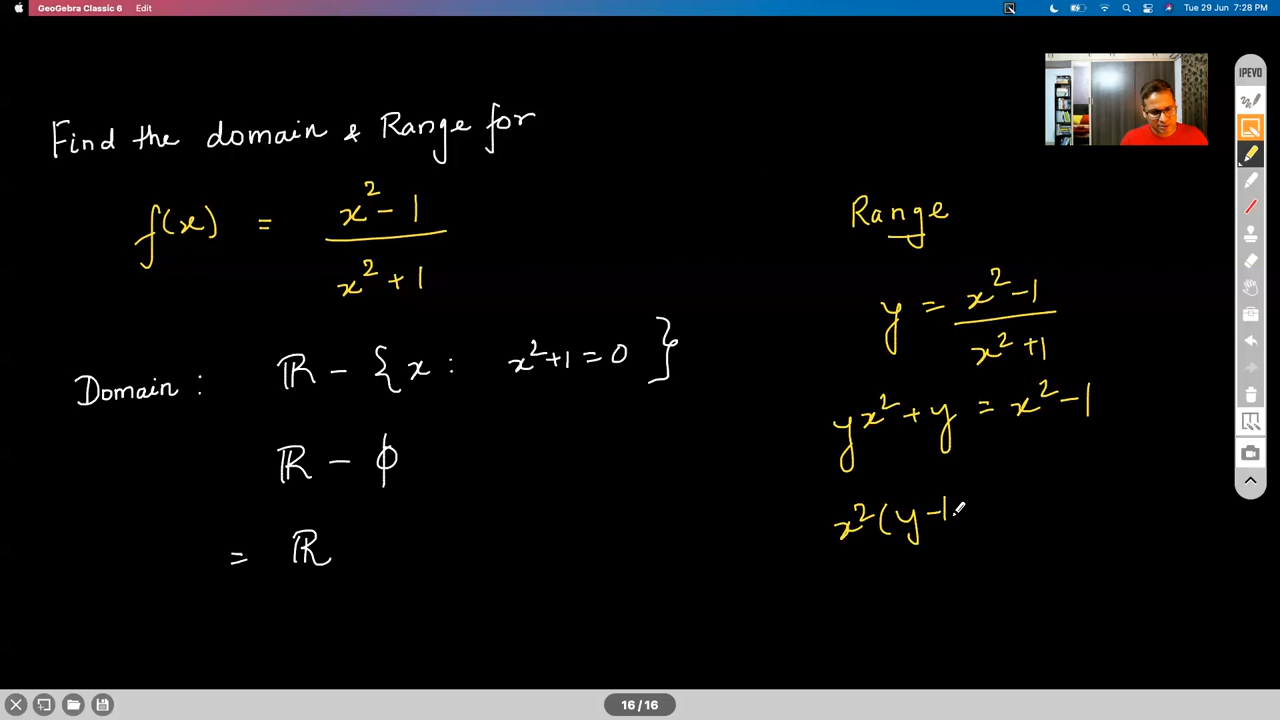 GeoGebra Classic 6 Edit
Tue 29 Jun 7:28 PM
IPEVO
Find the domain & Range for
f(x) = x² - 1 / x² + 1
Domain : ℝ - {x : x² + 1 = 0}
ℝ - ϕ
= ℝ
Range
y = x² - 1 / x² + 1
yx² + y = x² - 1
x²(y - 1
16 / 16